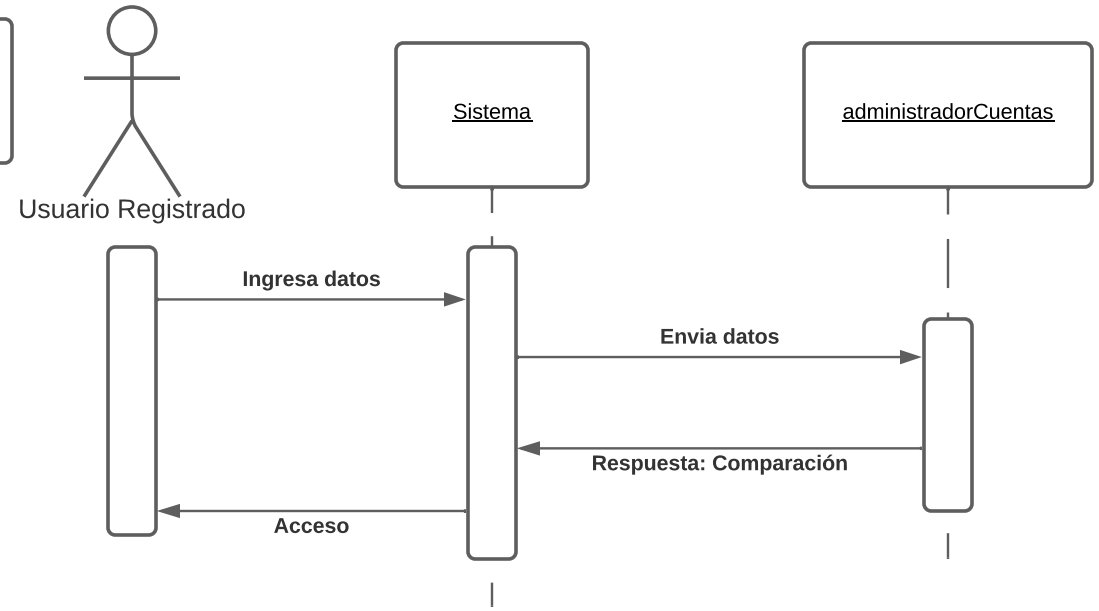 Sistema
administradorCuentas
Usuario Registrado
Ingresa datos
Envia datos
Respuesta: Comparación
Acceso